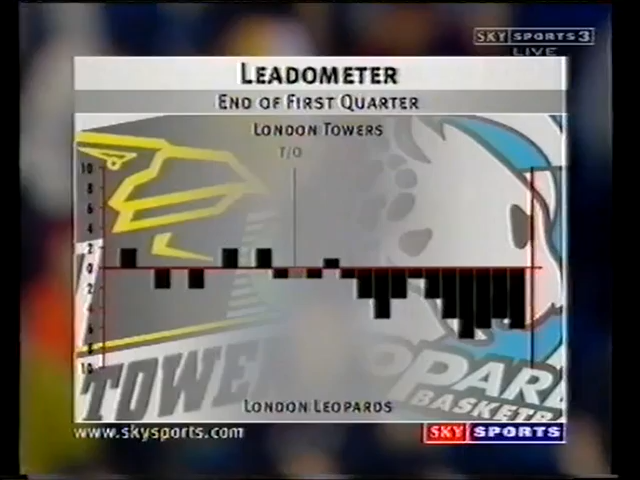 SKY SPORTS 3
LIVE
LEADOMETER
END OF FIRST QUARTER
LONDON TOWERS
T/O
10
8
6
4
2
0
2
4
6
8
10
TOWE
OPAR
BASKETB
LONDON LEOPARDS
www.skysports.com
SKY SPORTS